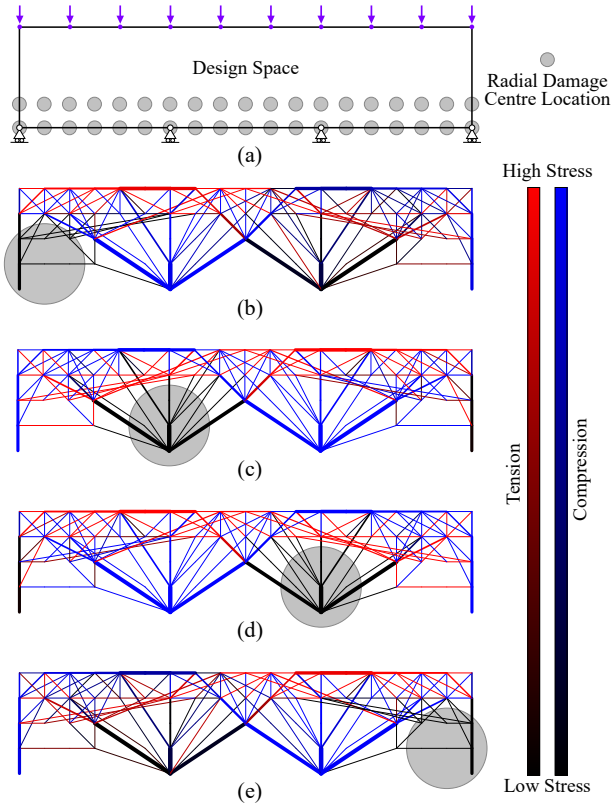 Design Space
Radial Damage
Centre Location
(a)
High Stress
(b)
(c)
Tension
Compression
(d)
(e)
Low Stress